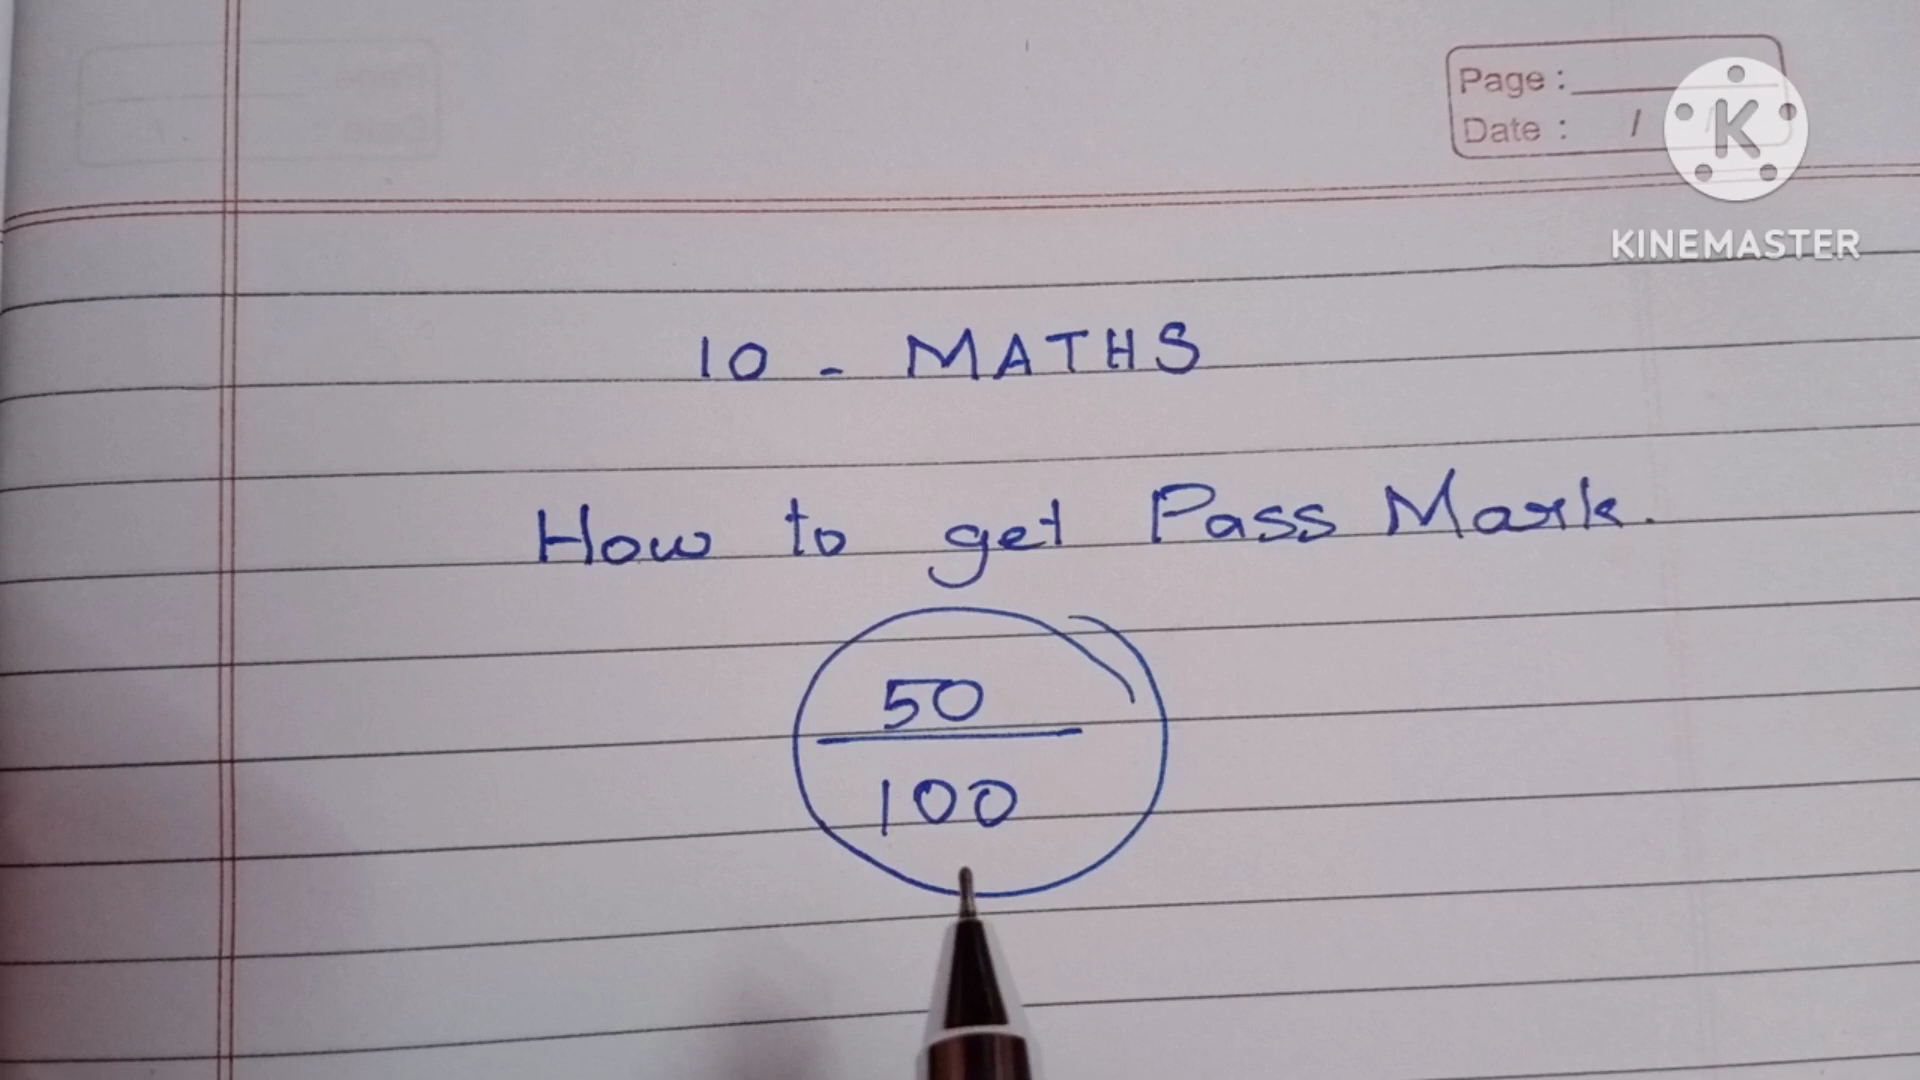 Page :
Date : /
K
KINEMASTER
10 - MATHS
How to get Pass Mark.
50
100